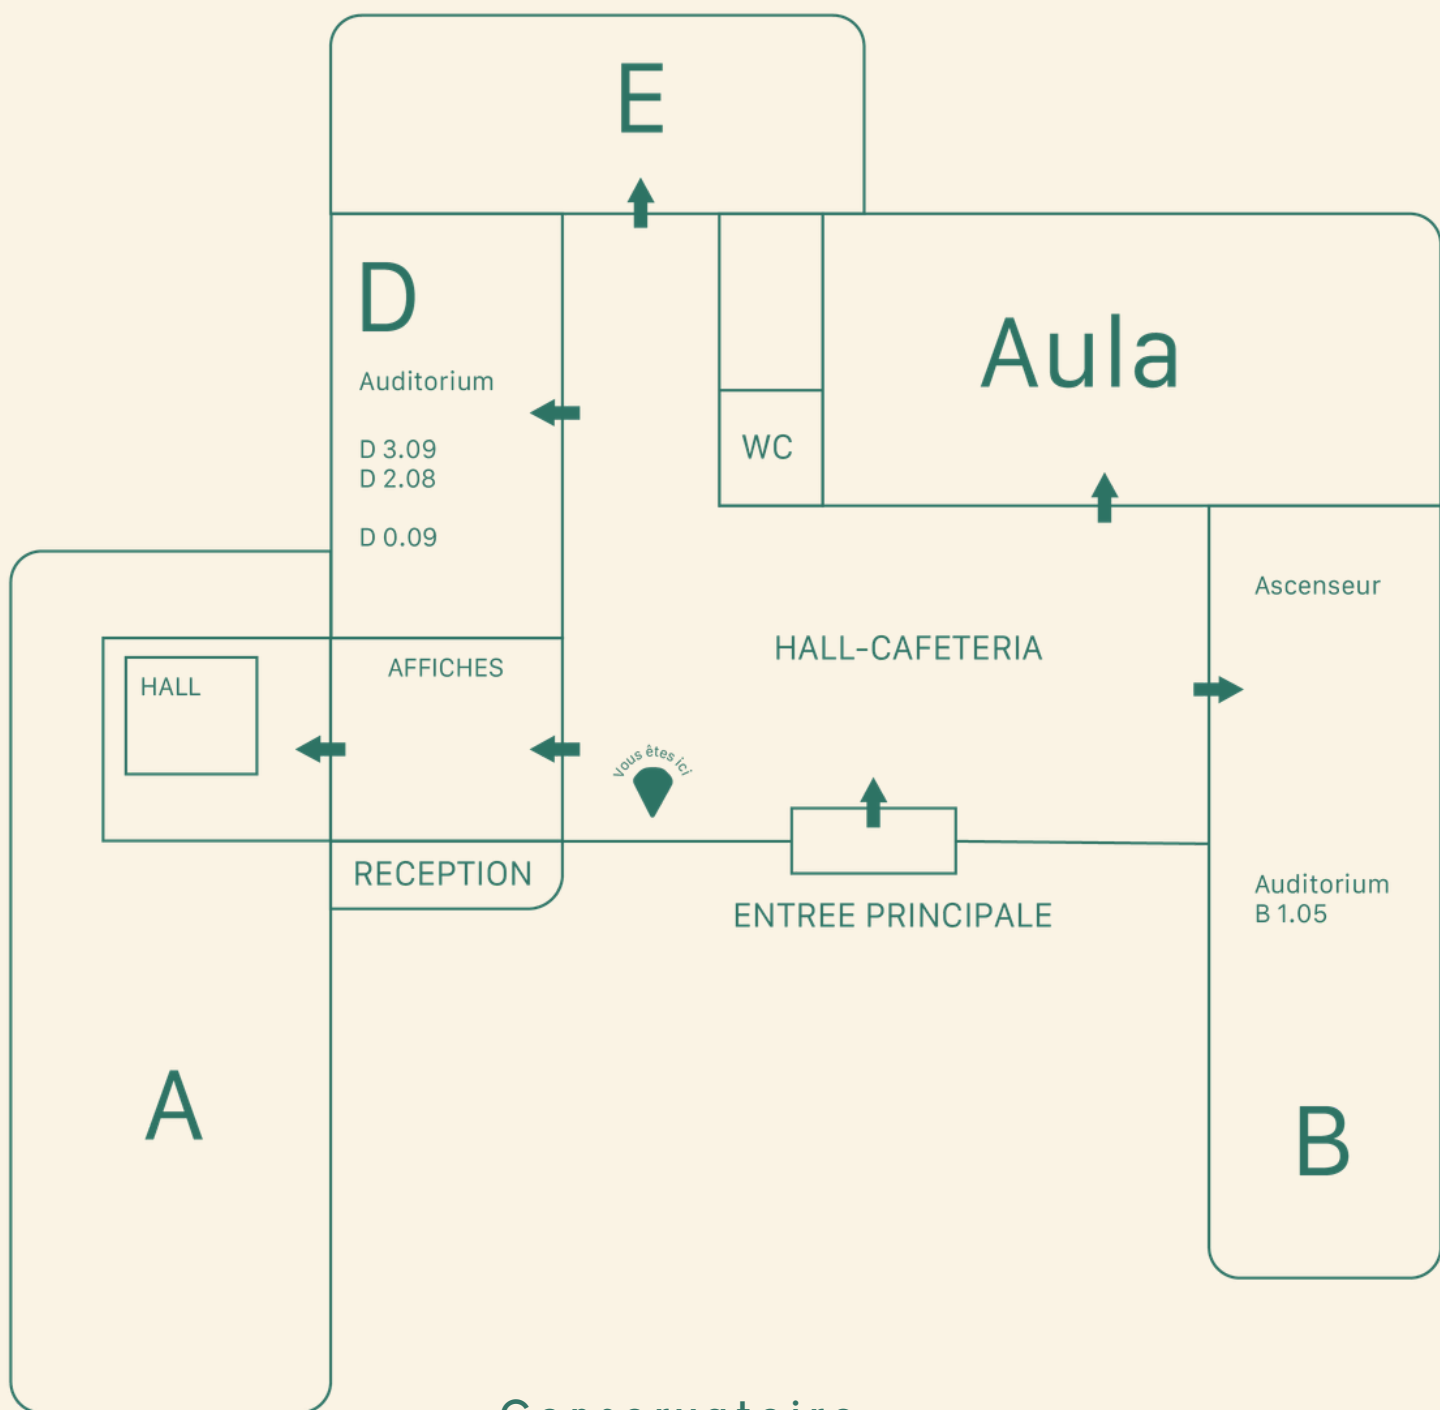 E
D
Auditorium
D 3.09
D 2.08
D 0.09
Aula
WC
Ascenseur
HALL-CAFETERIA
AFFICHES
HALL
Vous êtes ici
RECEPTION
ENTREE PRINCIPALE
Auditorium
B 1.05
A
B
Conservatoire